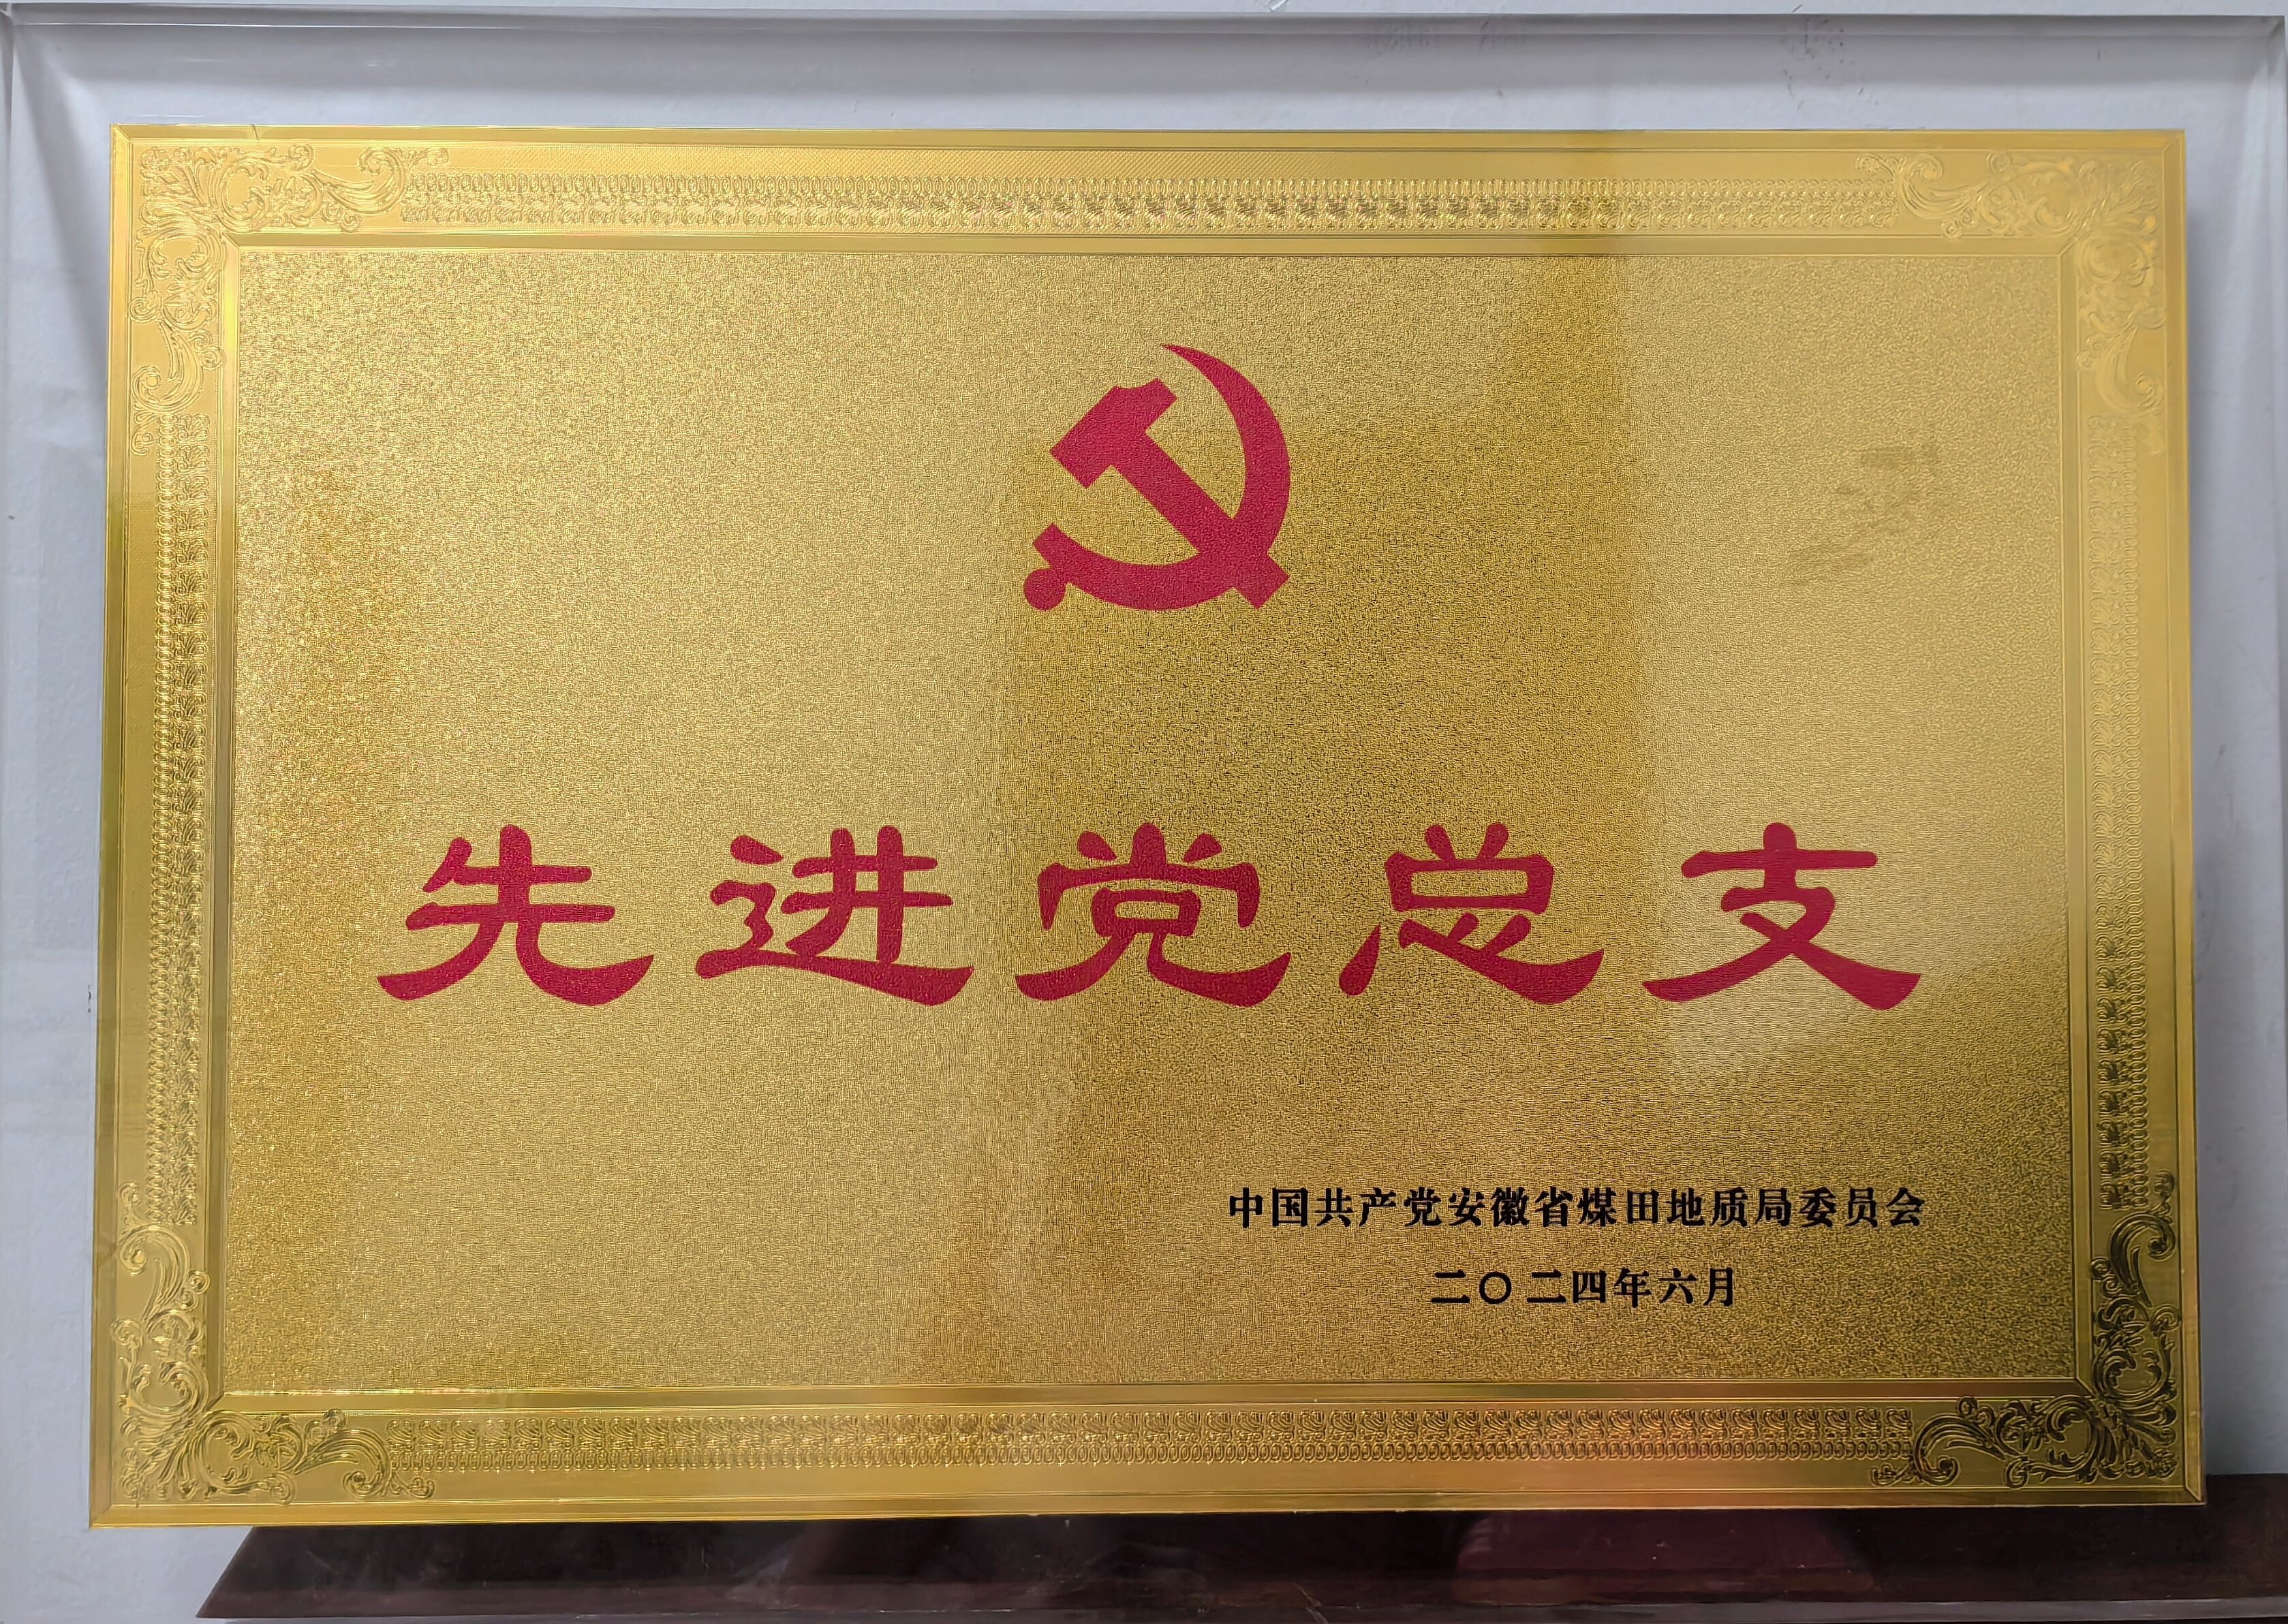 先进党总支
中国共产党安徽省煤田地质局委员会
二〇二四年六月